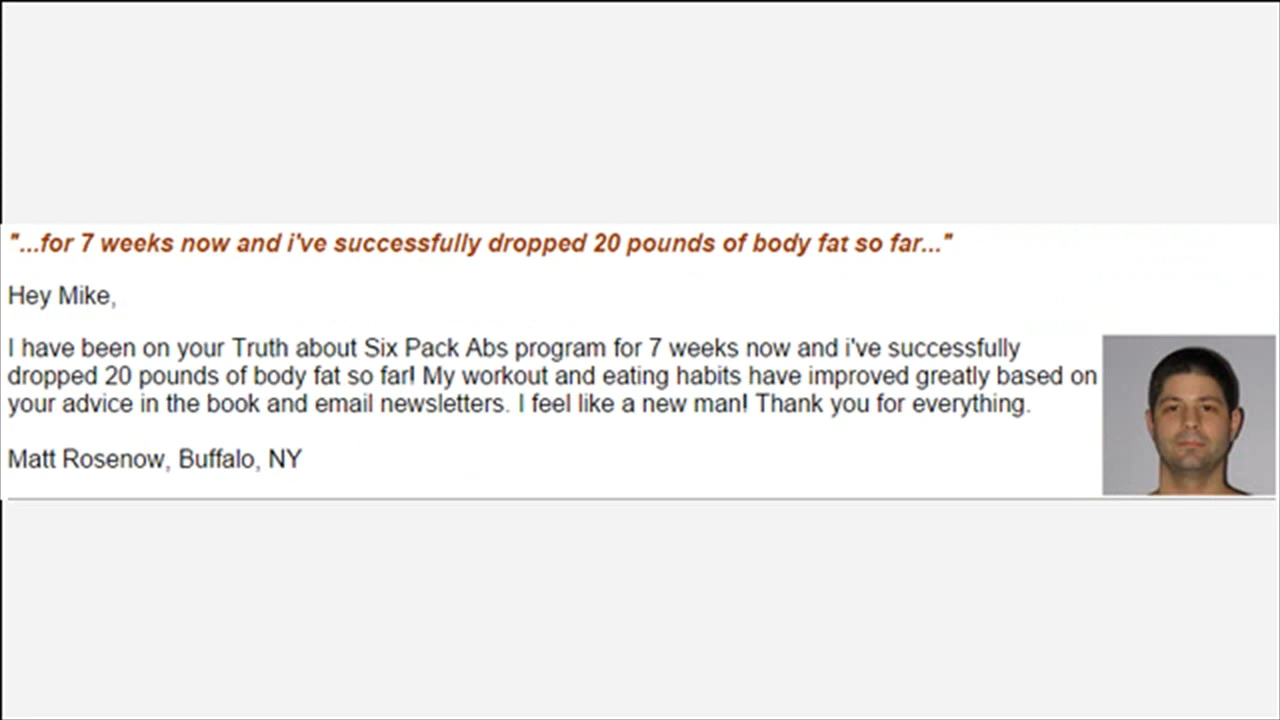 "...for 7 weeks now and i've successfully dropped 20 pounds of body fat so far..."
Hey Mike,
I have been on your Truth about Six Pack Abs program for 7 weeks now and i've successfully
dropped 20 pounds of body fat so far! My workout and eating habits have improved greatly based on
your advice in the book and email newsletters. I feel like a new man! Thank you for everything.
Matt Rosenow, Buffalo, NY